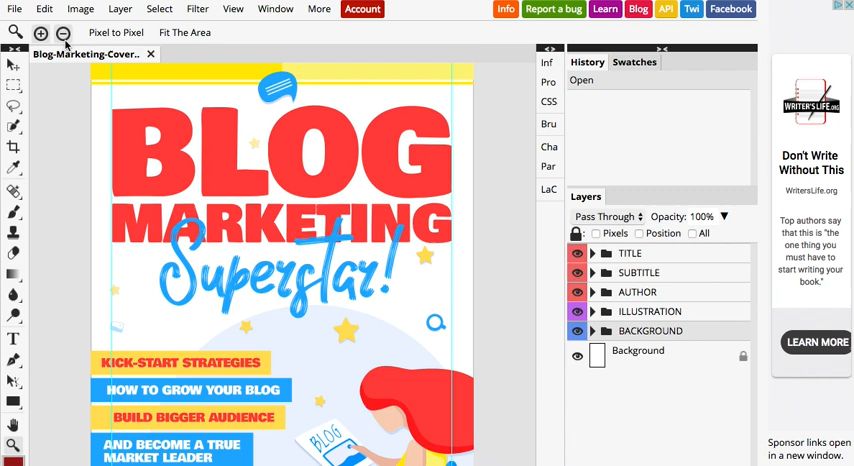 File Edit Image Layer Select Filter View Window More Account Info Report a bug Learn Blog API Twi Facebook
Pixel to Pixel Fit The Area
Blog-Marketing-Cover..
BLOG
MARKETING
Superstar!
KICK-START STRATEGIES
HOW TO GROW YOUR BLOG
BUILD BIGGER AUDIENCE
AND BECOME A TRUE
MARKET LEADER
BLOG
Inf
Pro
CSS
Bru
Cha
Par
LaC
History Swatches
Open
Layers
Pass Through Opacity: 100%
Pixels Position All
TITLE
SUBTITLE
AUTHOR
ILLUSTRATION
BACKGROUND
Background
WRITER'S LIFE.ORG
Don't Write
Without This
WritersLife.org
Top authors say
that this is "the
one thing you
must have to
start writing your
book."
LEARN MORE
Sponsor links open
in a new window.